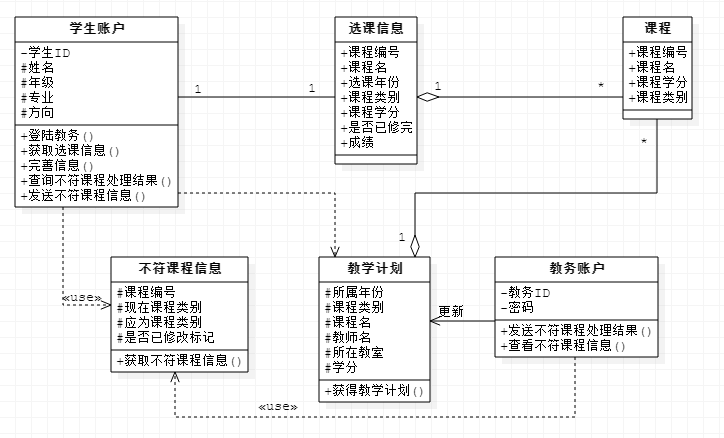 学生账户
-学生ID
#姓名
#年级
#专业
#方向
+登陆教务()
+获取选课信息()
+完善信息()
+查询不符课程处理结果()
+发送不符课程信息()
1
1
选课信息
+课程编号
+课程名
+选课年份
+课程类别
+课程学分
+是否已修完
+成绩
1
*
课程
+课程编号
+课程名
+课程学分
+课程类别
*
1
«use»
不符课程信息
#课程编号
#现在课程类别
#应为课程类别
#是否已修改标记
+获取不符课程信息()
教学计划
#所属年份
#课程类别
#课程名
#教师名
#所在教室
#学分
+获得教学计划()
更新
教务账户
-教务ID
-密码
+发送不符课程处理结果()
+查看不符课程信息()
«use»